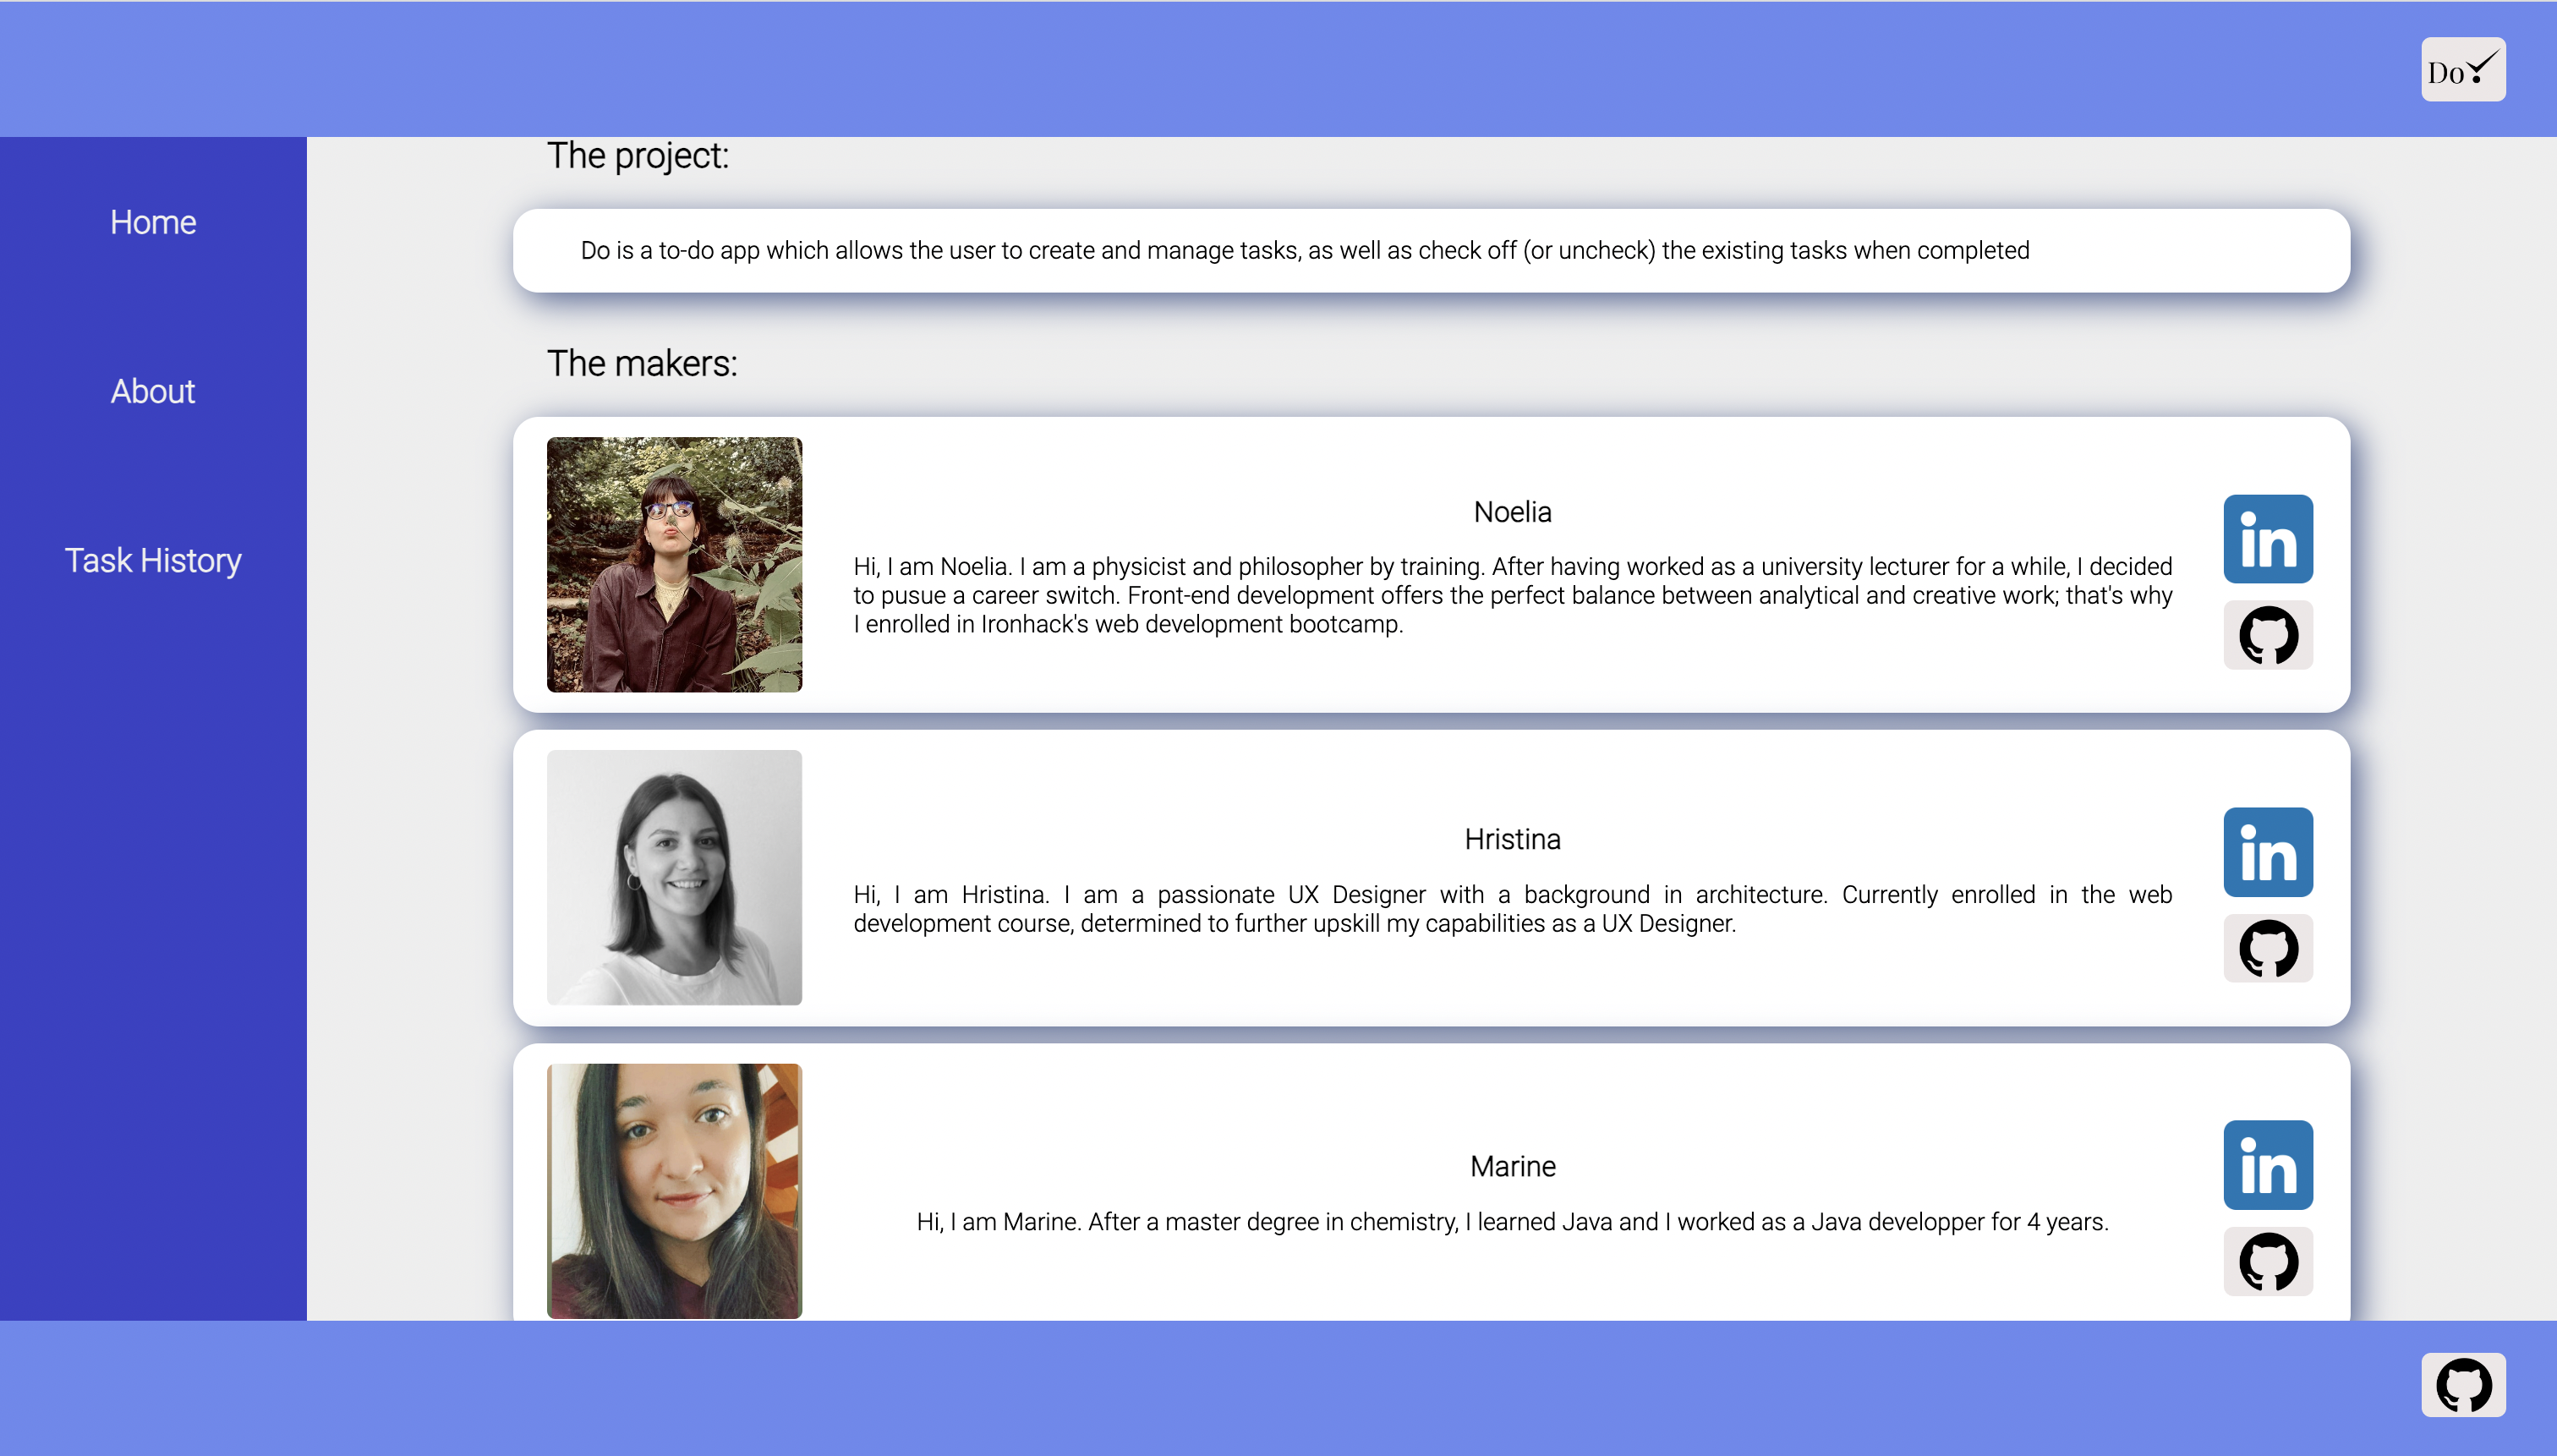 Do
The project:
Home
Do is a to-do app which allows the user to create and manage tasks, as well as check off (or uncheck) the existing tasks when completed
The makers:
About
Task History
Noelia
Hi, I am Noelia. I am a physicist and philosopher by training. After having worked as a university lecturer for a while, I decided
to pusue a career switch. Front-end development offers the perfect balance between analytical and creative work; that's why
I enrolled in Ironhack's web development bootcamp.
in
Hristina
Hi, I am Hristina. I am a passionate UX Designer with a background in architecture. Currently enrolled in the web
development course, determined to further upskill my capabilities as a UX Designer.
in
Marine
Hi, I am Marine. After a master degree in chemistry, I learned Java and I worked as a Java developper for 4 years.
in